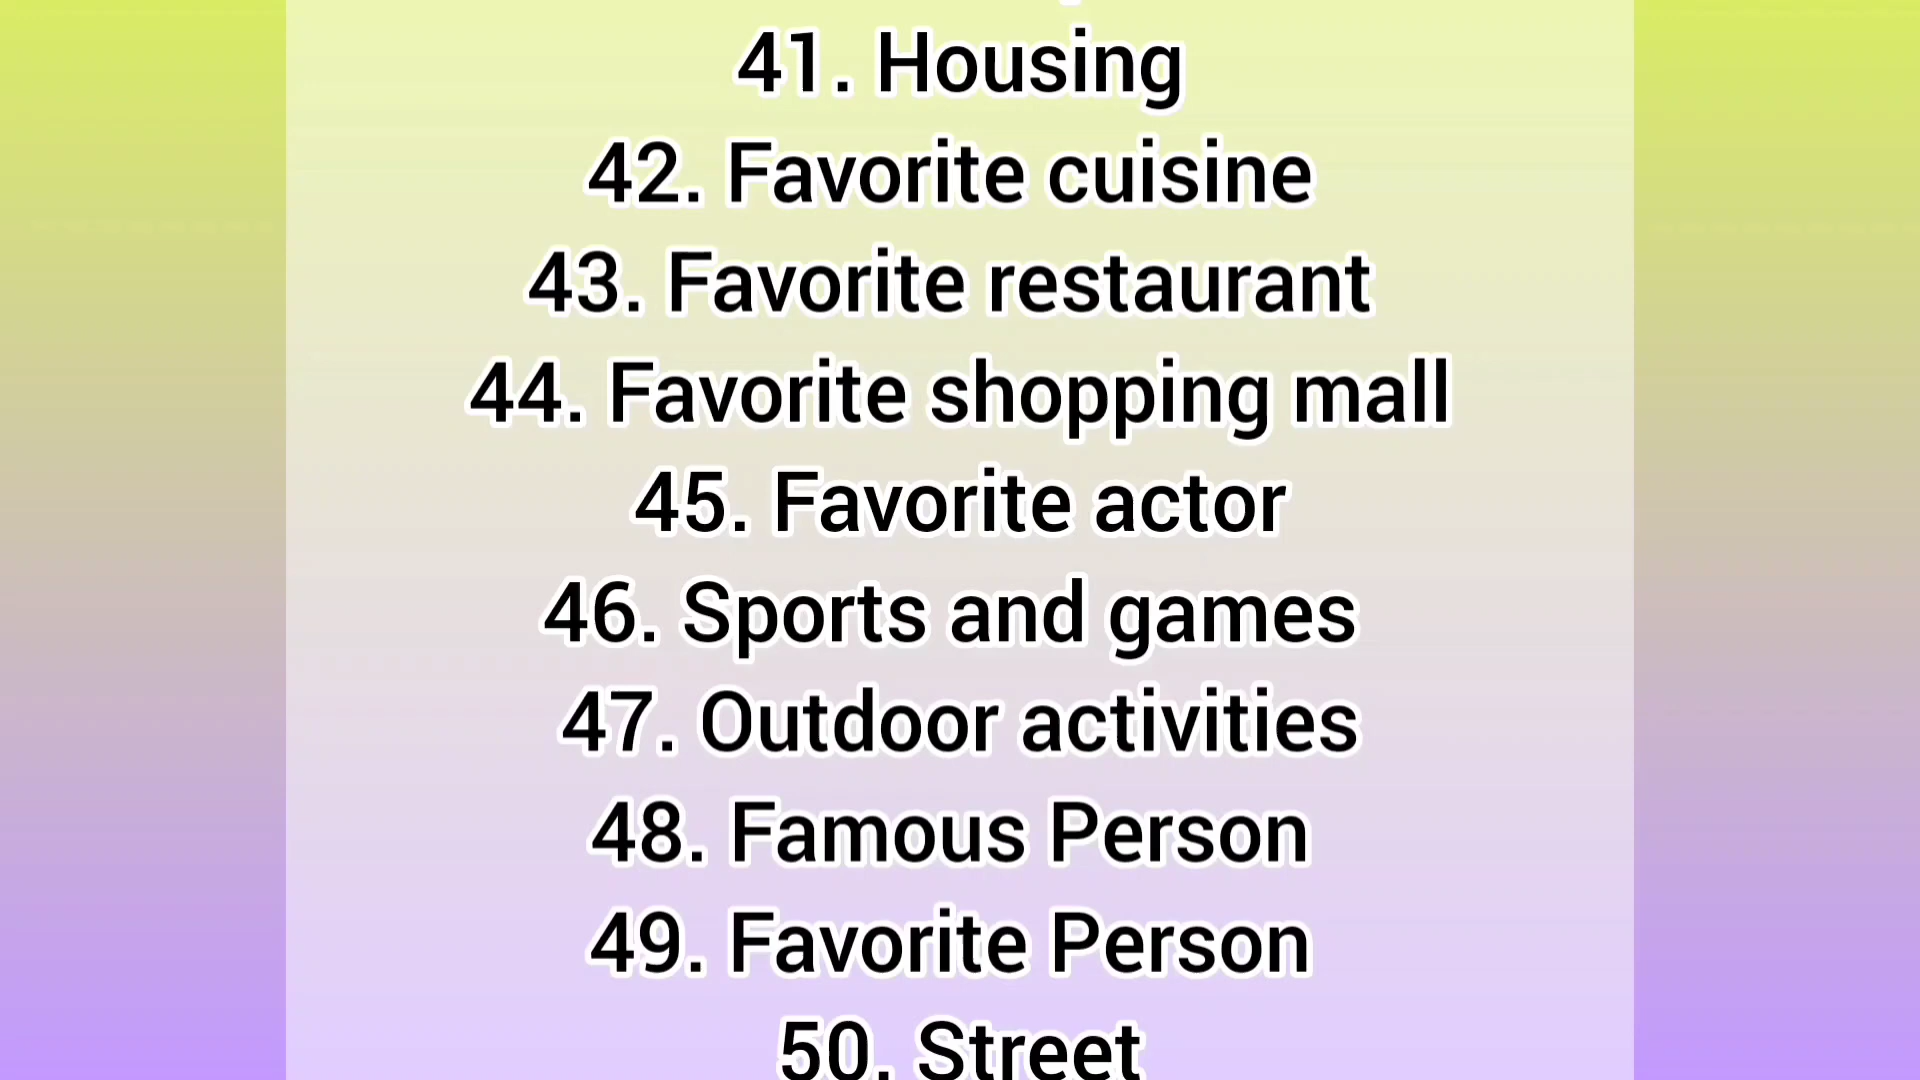 41. Housing
42. Favorite cuisine
43. Favorite restaurant
44. Favorite shopping mall
45. Favorite actor
46. Sports and games
47. Outdoor activities
48. Famous Person
49. Favorite Person
50. Street